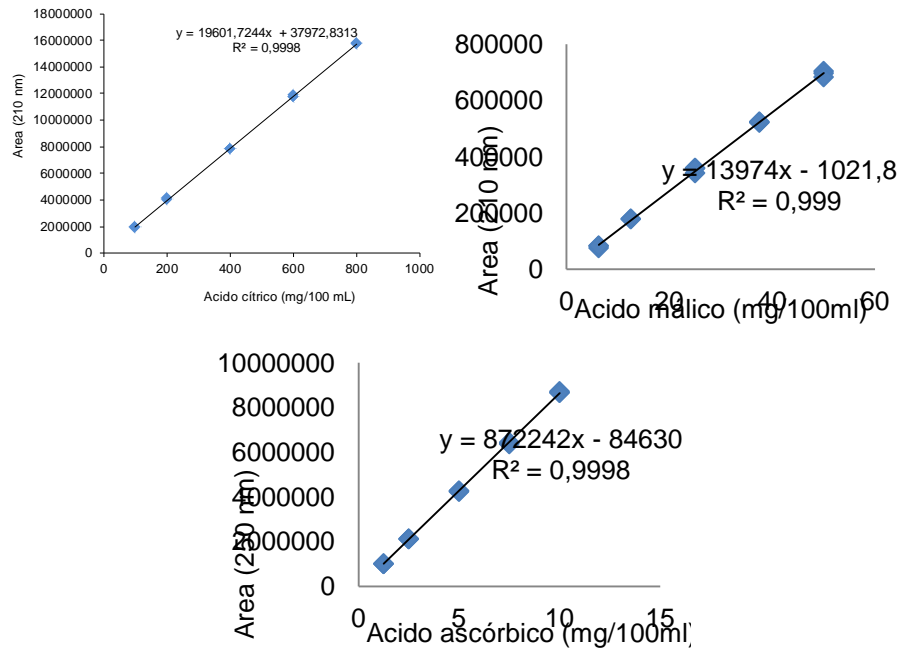 18000000
16000000
14000000
12000000
10000000
8000000
6000000
4000000
2000000
0
y = 19601,7244x + 37972,8313
R² = 0,9998
Area (210 nm)
0 200 400 600 800 1000
Acido cítrico (mg/100 mL)
800000
600000
400000
200000
0
y = 13974x - 1021,8
R² = 0,999
Area (210 nm)
0 20 40 60
Acido málico (mg/100ml)
10000000
8000000
6000000
4000000
2000000
0
y = 872242x - 84630
R² = 0,9998
Area (250 nm)
0 5 10 15
Acido ascórbico (mg/100ml)